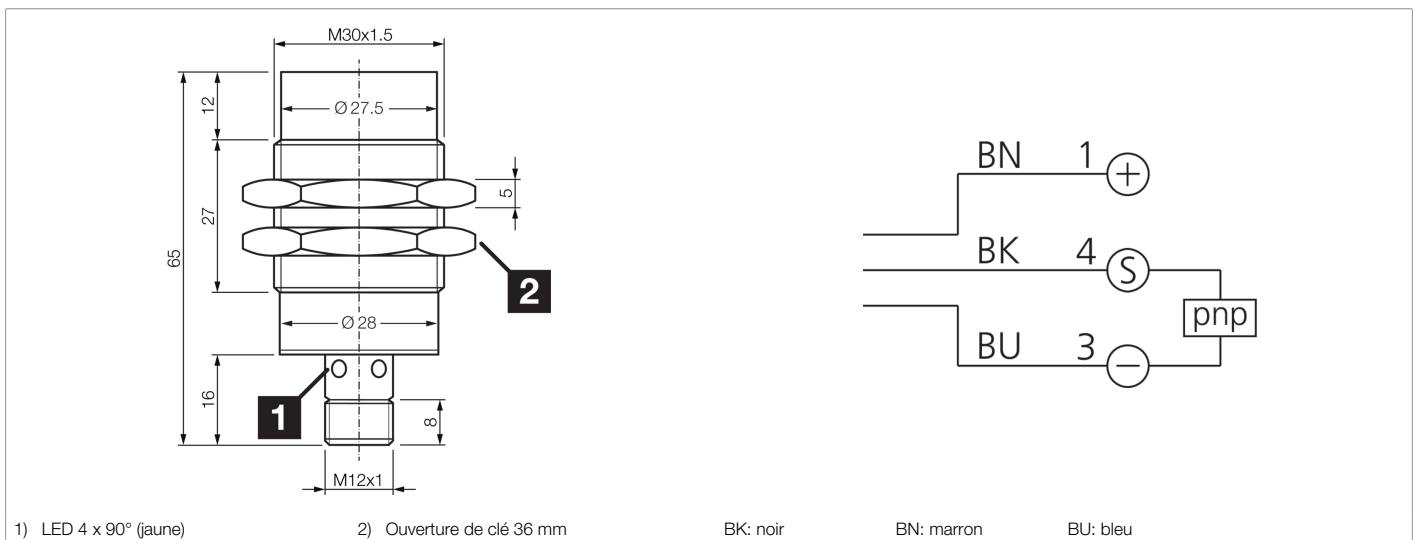 M30x1.5
12
Ø 27.5
5
27
65
2
Ø 28
16
1
8
M12x1
BN 1 +
BK 4 S
pnp
BU 3 −
1) LED 4 x 90° (jaune) 2) Ouverture de clé 36 mm BK: noir BN: marron BU: bleu